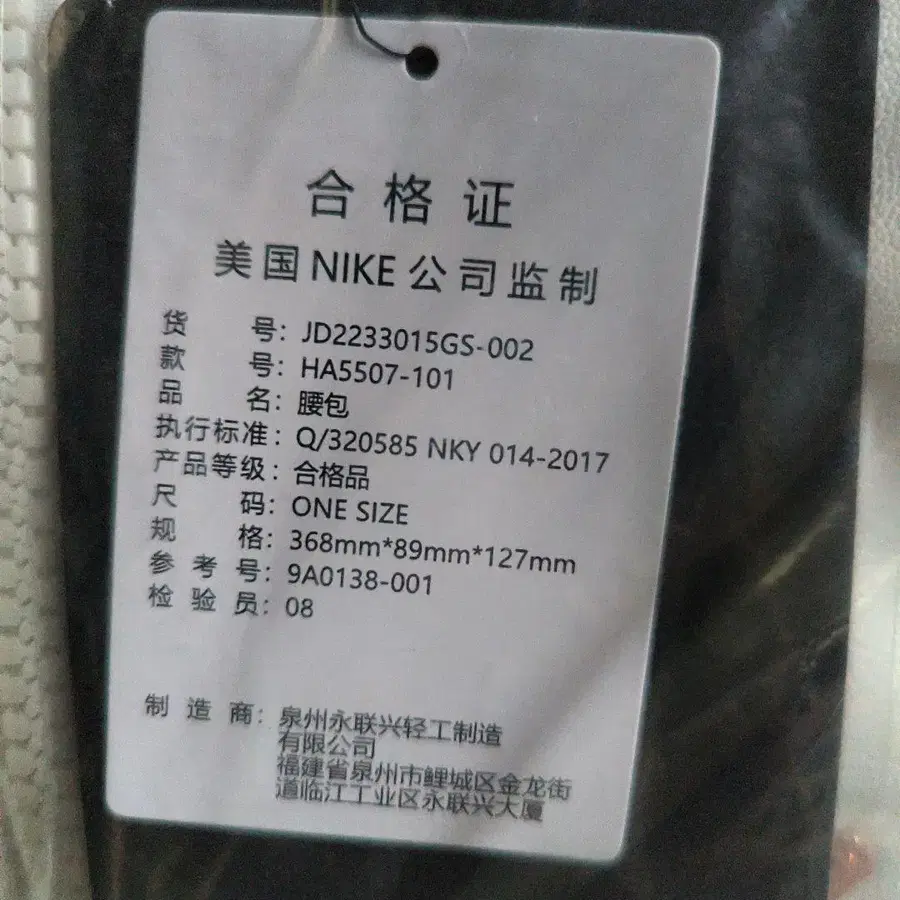 合格证
美国NIKE公司监制
货号：JD2233015GS-002
款号：HA5507-101
品名：腰包
执行标准：Q/320585 NKY 014-2017
产品等级：合格品
尺码：ONE SIZE
规格：368mm*89mm*127mm
参考号：9A0138-001
检验员：08
制造商：泉州永联兴轻工制造
有限公司
福建省泉州市鲤城区金龙街
道临江工业区永联兴大厦